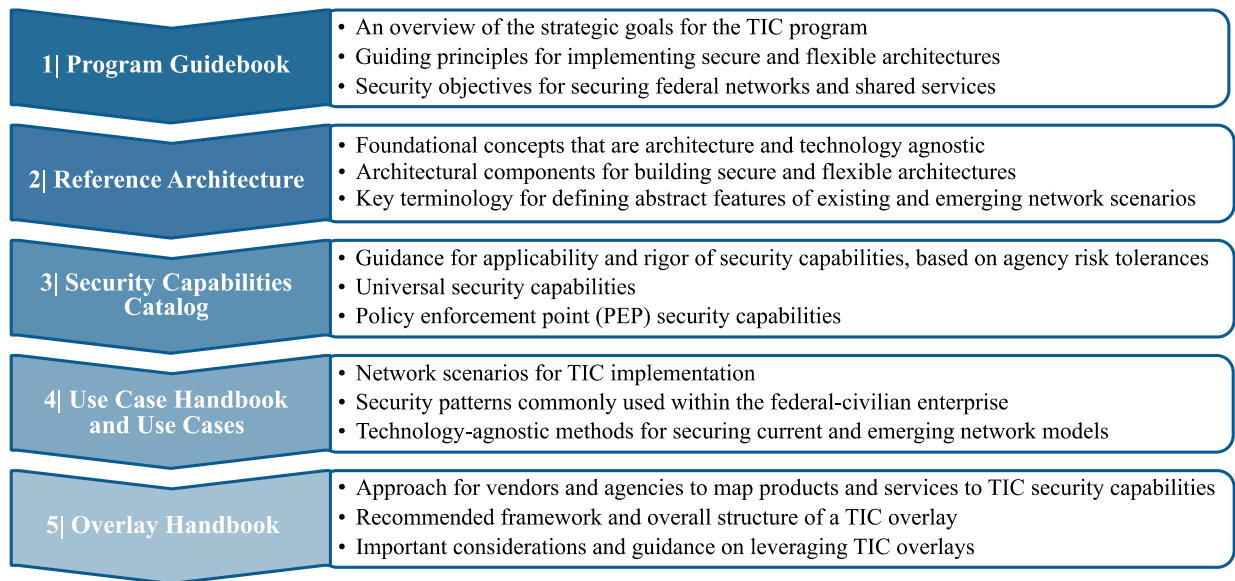 1| Program Guidebook
• An overview of the strategic goals for the TIC program
• Guiding principles for implementing secure and flexible architectures
• Security objectives for securing federal networks and shared services
2| Reference Architecture
• Foundational concepts that are architecture and technology agnostic
• Architectural components for building secure and flexible architectures
• Key terminology for defining abstract features of existing and emerging network scenarios
3| Security Capabilities
Catalog
• Guidance for applicability and rigor of security capabilities, based on agency risk tolerances
• Universal security capabilities
• Policy enforcement point (PEP) security capabilities
4| Use Case Handbook
and Use Cases
• Network scenarios for TIC implementation
• Security patterns commonly used within the federal-civilian enterprise
• Technology-agnostic methods for securing current and emerging network models
5| Overlay Handbook
• Approach for vendors and agencies to map products and services to TIC security capabilities
• Recommended framework and overall structure of a TIC overlay
• Important considerations and guidance on leveraging TIC overlays